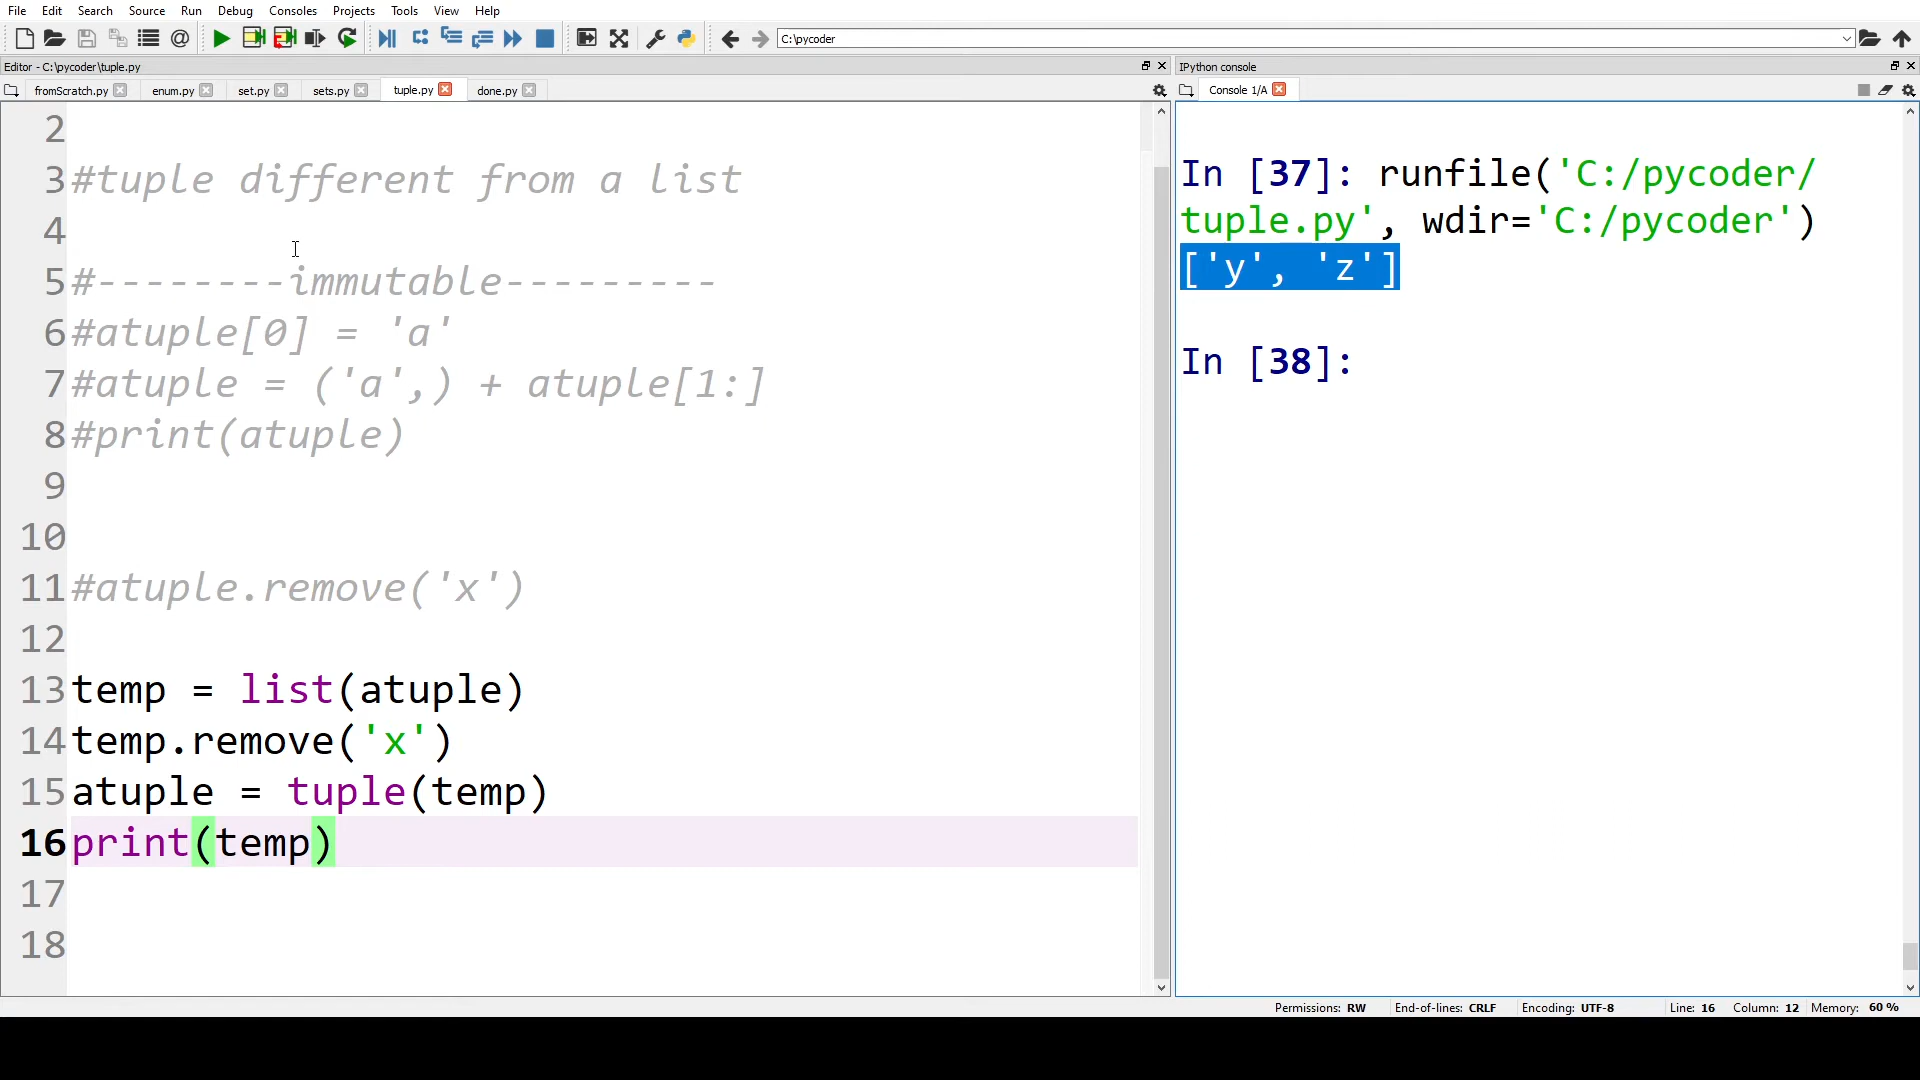 File Edit Search Source Run Debug Consoles Projects Tools View Help
C:\pycoder
Editor - C:\pycoder\tuple.py
IPython console
fromScratch.py enum.py set.py sets.py tuple.py done.py
Console 1/A
2
3 #tuple different from a list
4
5 #--------immutable---------
6 #atuple[0] = 'a'
7 #atuple = ('a',) + atuple[1:]
8 #print(atuple)
9
10
11 #atuple.remove('x')
12
13 temp = list(atuple)
14 temp.remove('x')
15 atuple = tuple(temp)
16 print(temp)
17
18
In [37]: runfile('C:/pycoder/
tuple.py', wdir='C:/pycoder')
['y', 'z']
In [38]:
Permissions: RW End-of-lines: CRLF Encoding: UTF-8 Line: 16 Column: 12 Memory: 60 %